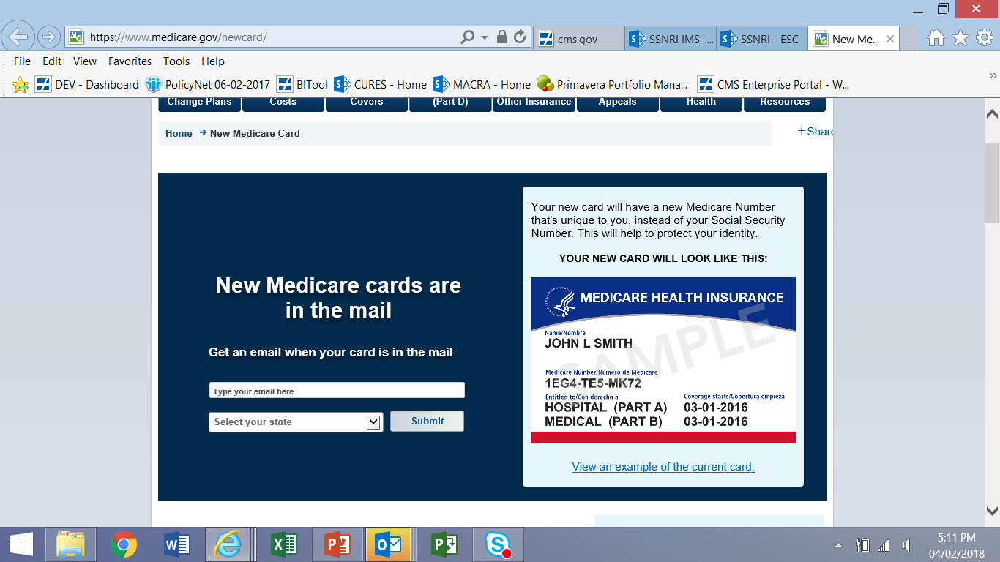 https://www.medicare.gov/newcard/
cms.gov
SSNRI IMS -...
SSNRI - ESC
New Me...
File Edit View Favorites Tools Help
DEV - Dashboard PolicyNet 06-02-2017 BITool CURES - Home MACRA - Home Primavera Portfolio Mana... CMS Enterprise Portal - W...
Change Plans Costs Covers (Part D) Other Insurance Appeals Health Resources
Home New Medicare Card
+Share
New Medicare cards are
in the mail
Get an email when your card is in the mail
Type your email here
Select your state
Submit
Your new card will have a new Medicare Number
that's unique to you, instead of your Social Security
Number. This will help to protect your identity.
YOUR NEW CARD WILL LOOK LIKE THIS:
MEDICARE HEALTH INSURANCE
Name/Nombre
JOHN L SMITH
SAMPLE
Medicare Number/Número de Medicare
1EG4-TE5-MK72
Entitled to/Con derecho a Coverage starts/Cobertura empieza
HOSPITAL (PART A) 03-01-2016
MEDICAL (PART B) 03-01-2016
View an example of the current card.
5:11 PM
04/02/2018